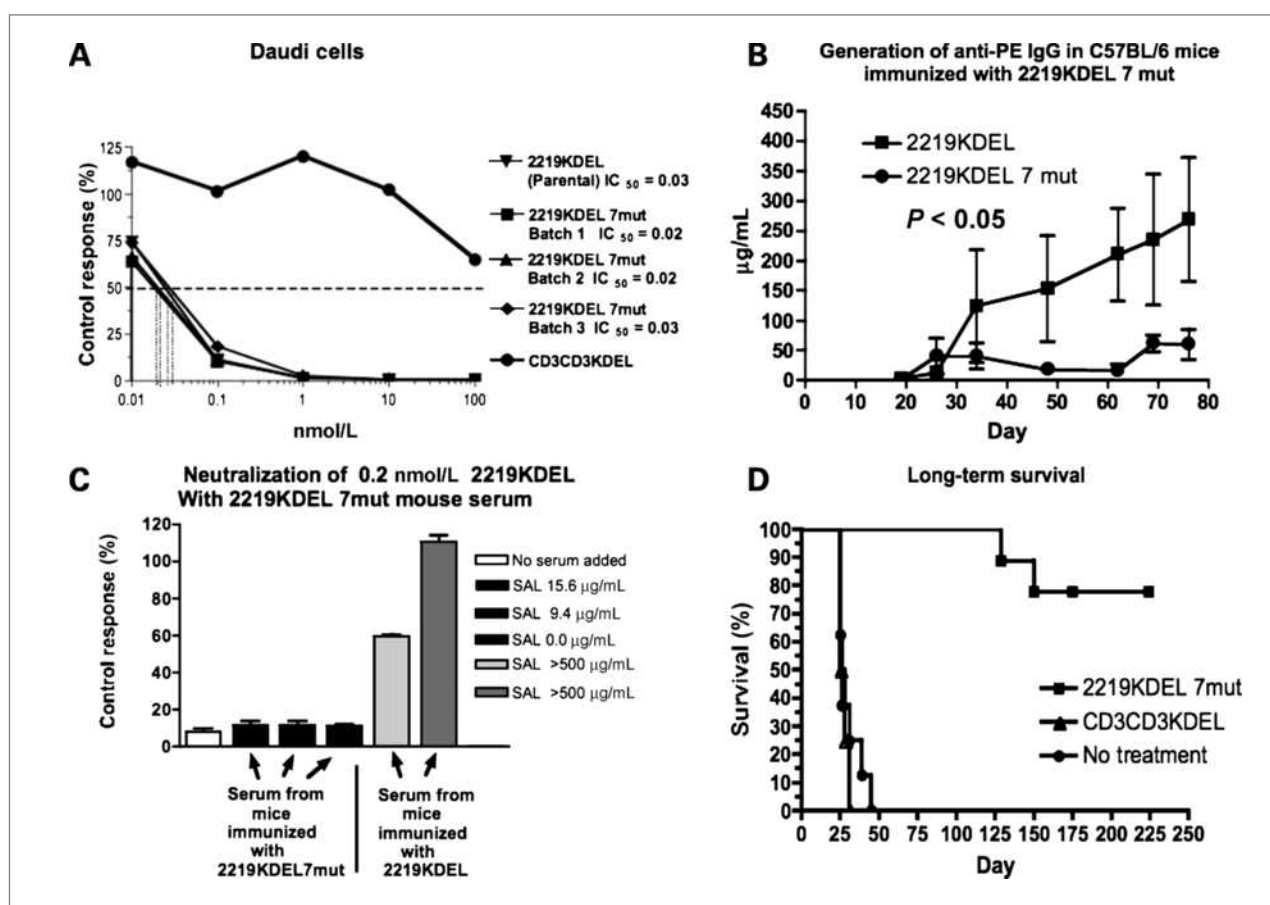 A
Daudi cells
Control response (%)
125
100
75
50
25
0
0.01
0.1
1
10
100
nmol/L
2219KDEL
(Parental) IC 50 = 0.03
2219KDEL 7mut
Batch 1 IC 50 = 0.02
2219KDEL 7mut
Batch 2 IC 50 = 0.02
2219KDEL 7mut
Batch 3 IC 50 = 0.03
CD3CD3KDEL
B
Generation of anti-PE IgG in C57BL/6 mice
immunized with 2219KDEL 7 mut
µg/mL
450
400
350
300
250
200
150
100
50
0
2219KDEL
2219KDEL 7 mut
P < 0.05
0
10
20
30
40
50
60
70
80
Day
C
Neutralization of 0.2 nmol/L 2219KDEL
With 2219KDEL 7mut mouse serum
Control response (%)
120
100
80
60
40
20
0
No serum added
SAL 15.6 µg/mL
SAL 9.4 µg/mL
SAL 0.0 µg/mL
SAL >500 µg/mL
SAL >500 µg/mL
Serum from
mice
immunized
with
2219KDEL7mut
Serum from
mice
immunized
with
2219KDEL
D
Long-term survival
Survival (%)
100
90
80
70
60
50
40
30
20
10
0
2219KDEL 7mut
CD3CD3KDEL
No treatment
0
25
50
75
100
125
150
175
200
225
250
Day